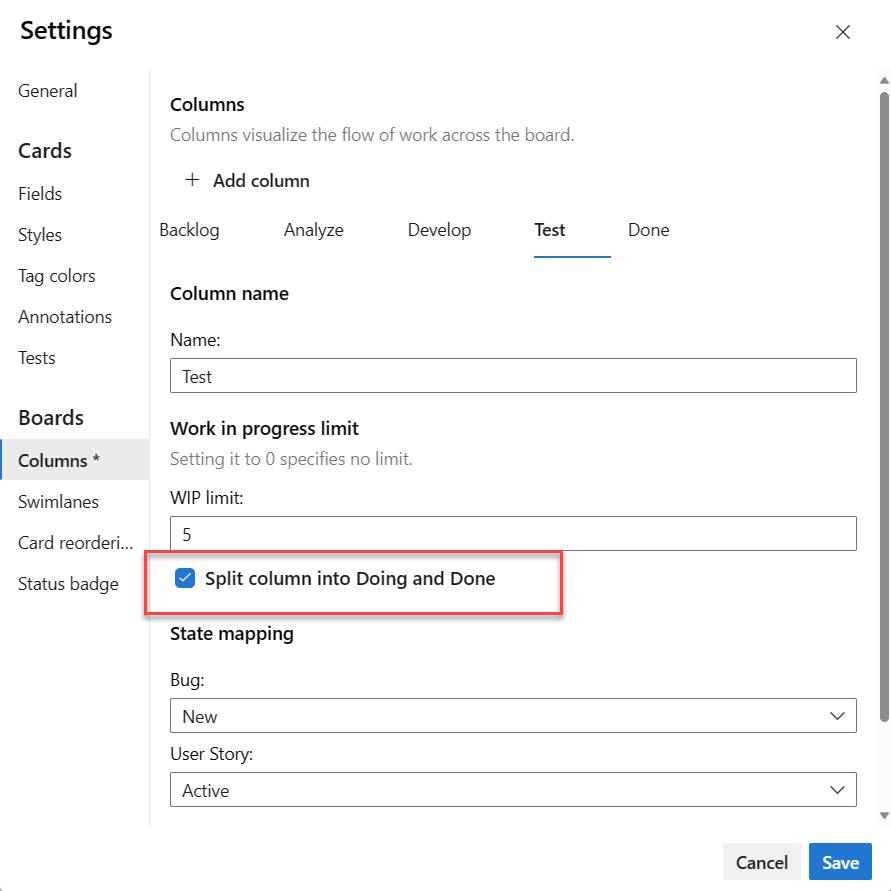 Settings
General
Cards
Fields
Styles
Tag colors
Annotations
Tests
Boards
Columns *
Swimlanes
Card reorderi...
Status badge
Columns
Columns visualize the flow of work across the board.
Add column
Backlog Analyze Develop Test Done
Column name
Name:
Test
Work in progress limit
Setting it to 0 specifies no limit.
WIP limit:
5
Split column into Doing and Done
State mapping
Bug:
New
User Story:
Active
Cancel Save